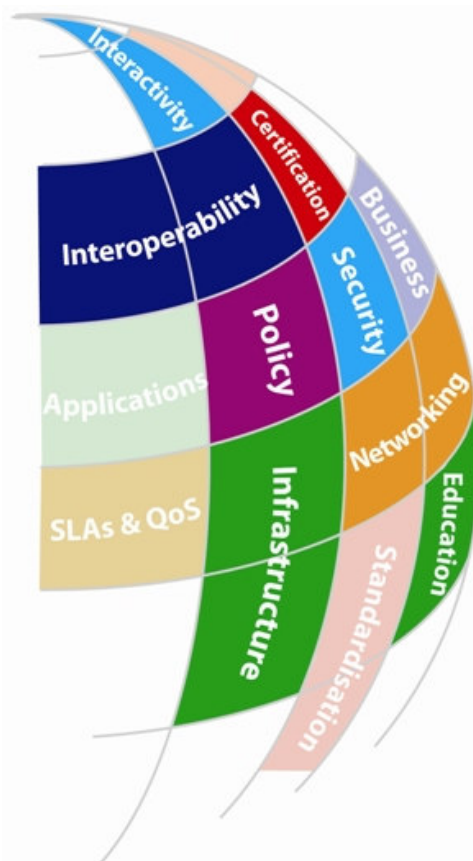 Interactivity
Certification
Business
Interoperability
Security
Policy
Applications
Networking
SLAs & QoS
Infrastructure
Education
Standardisation